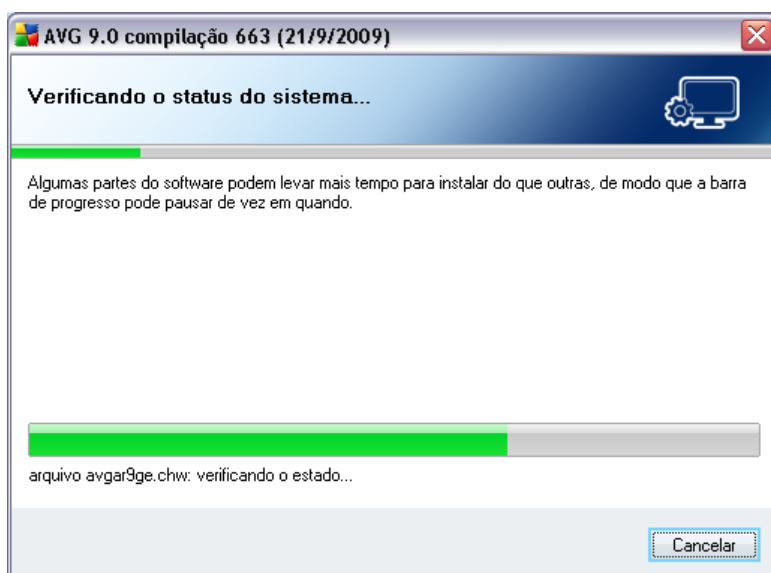 AVG 9.0 compilação 663 (21/9/2009)
Verificando o status do sistema...
Algumas partes do software podem levar mais tempo para instalar do que outras, de modo que a barra
de progresso pode pausar de vez em quando.
arquivo avgar9ge.chw: verificando o estado...
Cancelar